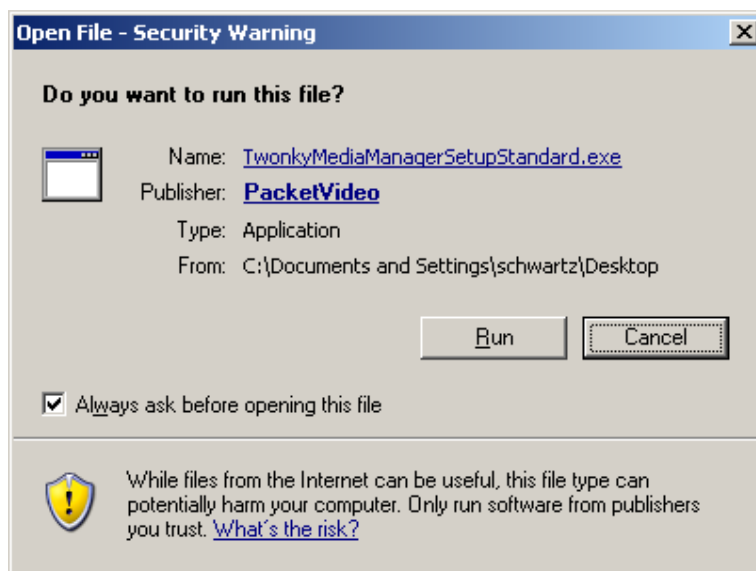 Open File - Security Warning
Do you want to run this file?
Name: TwonkyMediaManagerSetupStandard.exe
Publisher: PacketVideo
Type: Application
From: C:\Documents and Settings\schwartz\Desktop
Run Cancel
Always ask before opening this file
While files from the Internet can be useful, this file type can
potentially harm your computer. Only run software from publishers
you trust. What's the risk?